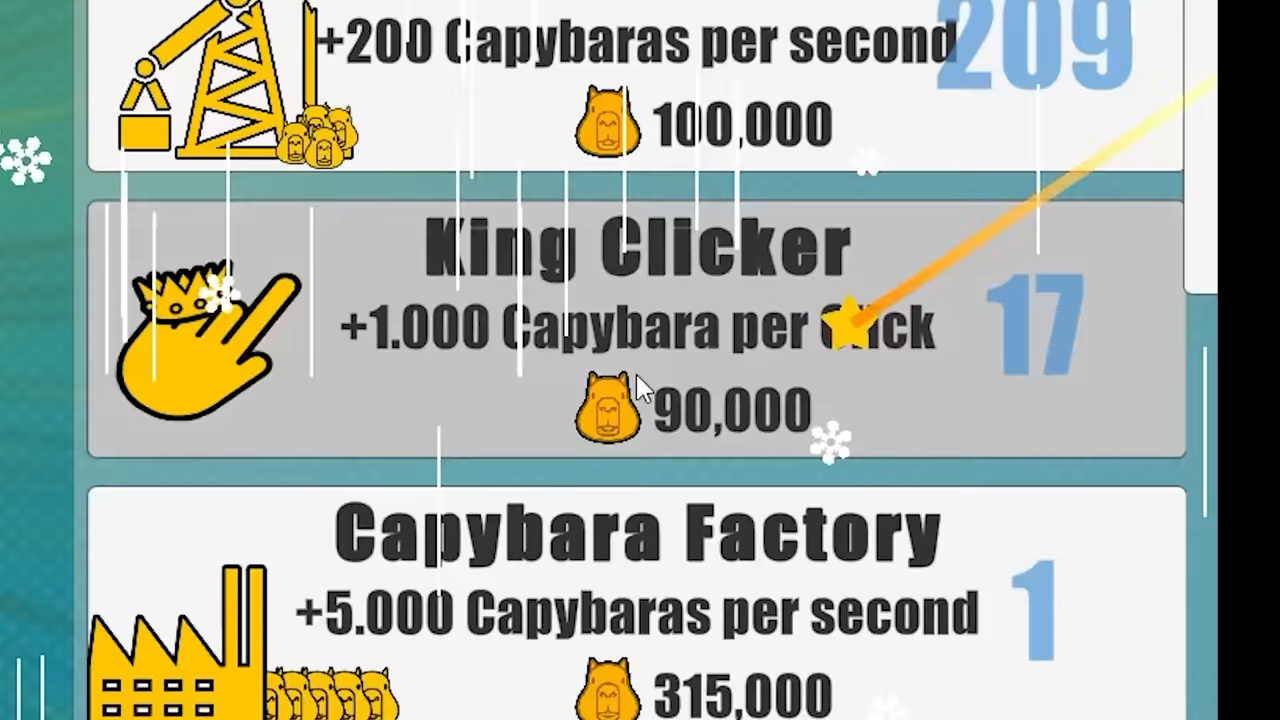 +200 Capybaras per second
209
100,000
King Clicker
+1.000 Capybara per Click
17
90,000
Capybara Factory
+5.000 Capybaras per second
1
315,000